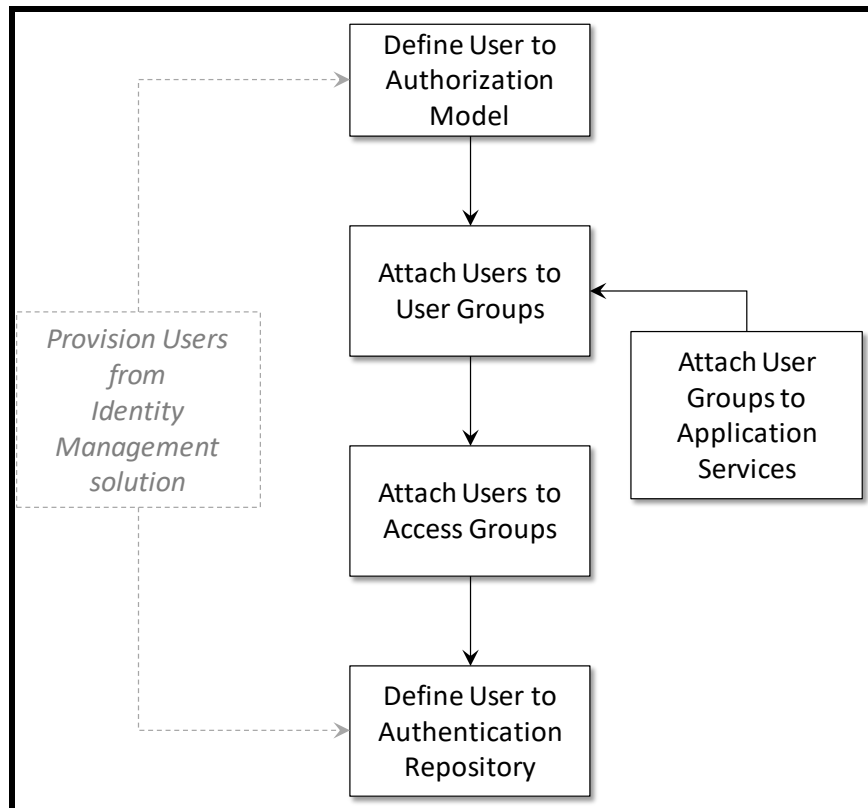 Define User to
Authorization
Model
Attach Users to
User Groups
Provision Users
from
Identity
Management
solution
Attach User
Groups to
Application
Services
Attach Users to
Access Groups
Define User to
Authentication
Repository